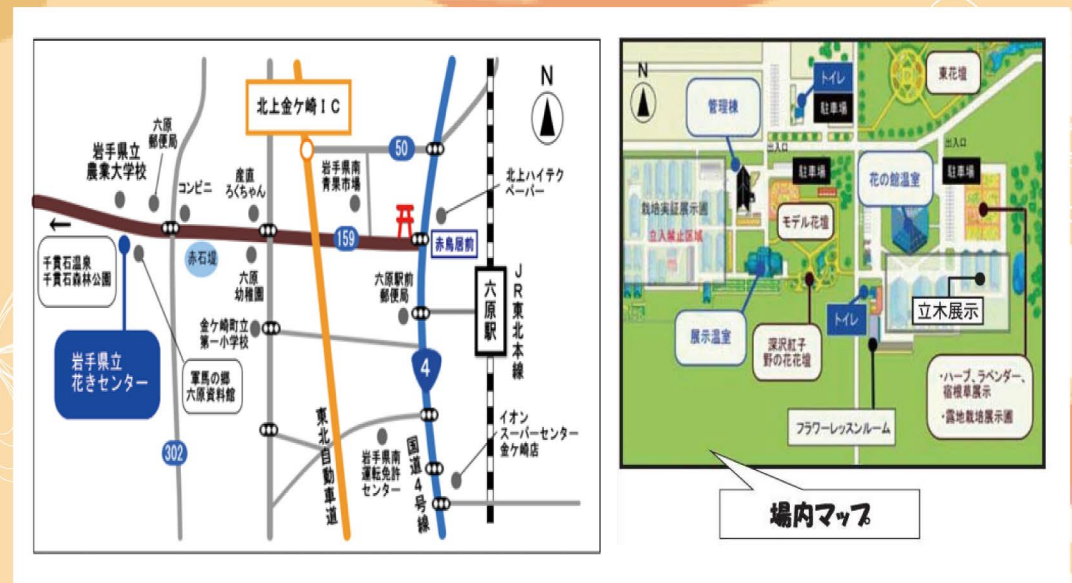 N
北上金ケ崎IC
50
六原
郵便局
岩手県立
農業大学校
コンビニ
産直
ろくちゃん
岩手県南
青果市場
北上ハイテク
ペーパー
←
159
赤鳥居前
千貫石温泉
千貫石森林公園
赤石堤
六原
幼稚園
六原駅前
郵便局
六原駅
JR東北本線
岩手県立
花きセンター
金ケ崎町立
第一小学校
軍馬の郷
六原資料館
4
302
東北自動車道
岩手県南
運転免許
センター
国道4号線
イオン
スーパーセンター
金ケ崎店
N
トイレ
駐車場
東花壇
管理棟
出入口
出入口
駐車場
花の館温室
駐車場
栽培実証展示圃
立入禁止区域
モデル花壇
トイレ
立木展示
展示温室
深沢紅子
野の花花壇
・ハーブ、ラベンダー、
宿根草展示
・露地栽培展示圃
フラワーレッスンルーム
場内マップ